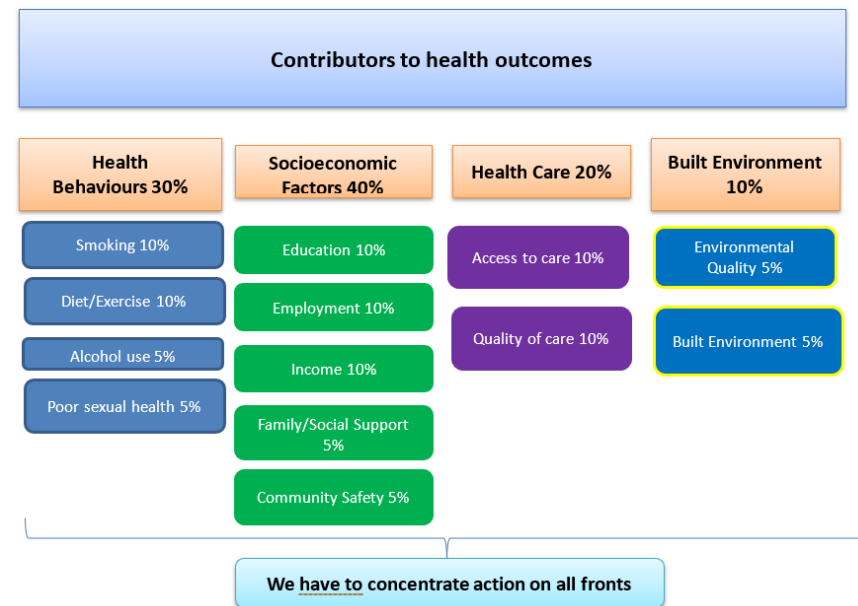 Contributors to health outcomes
Health
Behaviours 30%
Smoking 10%
Diet/Exercise 10%
Alcohol use 5%
Poor sexual health 5%
Socioeconomic
Factors 40%
Education 10%
Employment 10%
Income 10%
Family/Social Support
5%
Community Safety 5%
Health Care 20%
Access to care 10%
Quality of care 10%
Built Environment
10%
Environmental
Quality 5%
Built Environment 5%
We have to concentrate action on all fronts